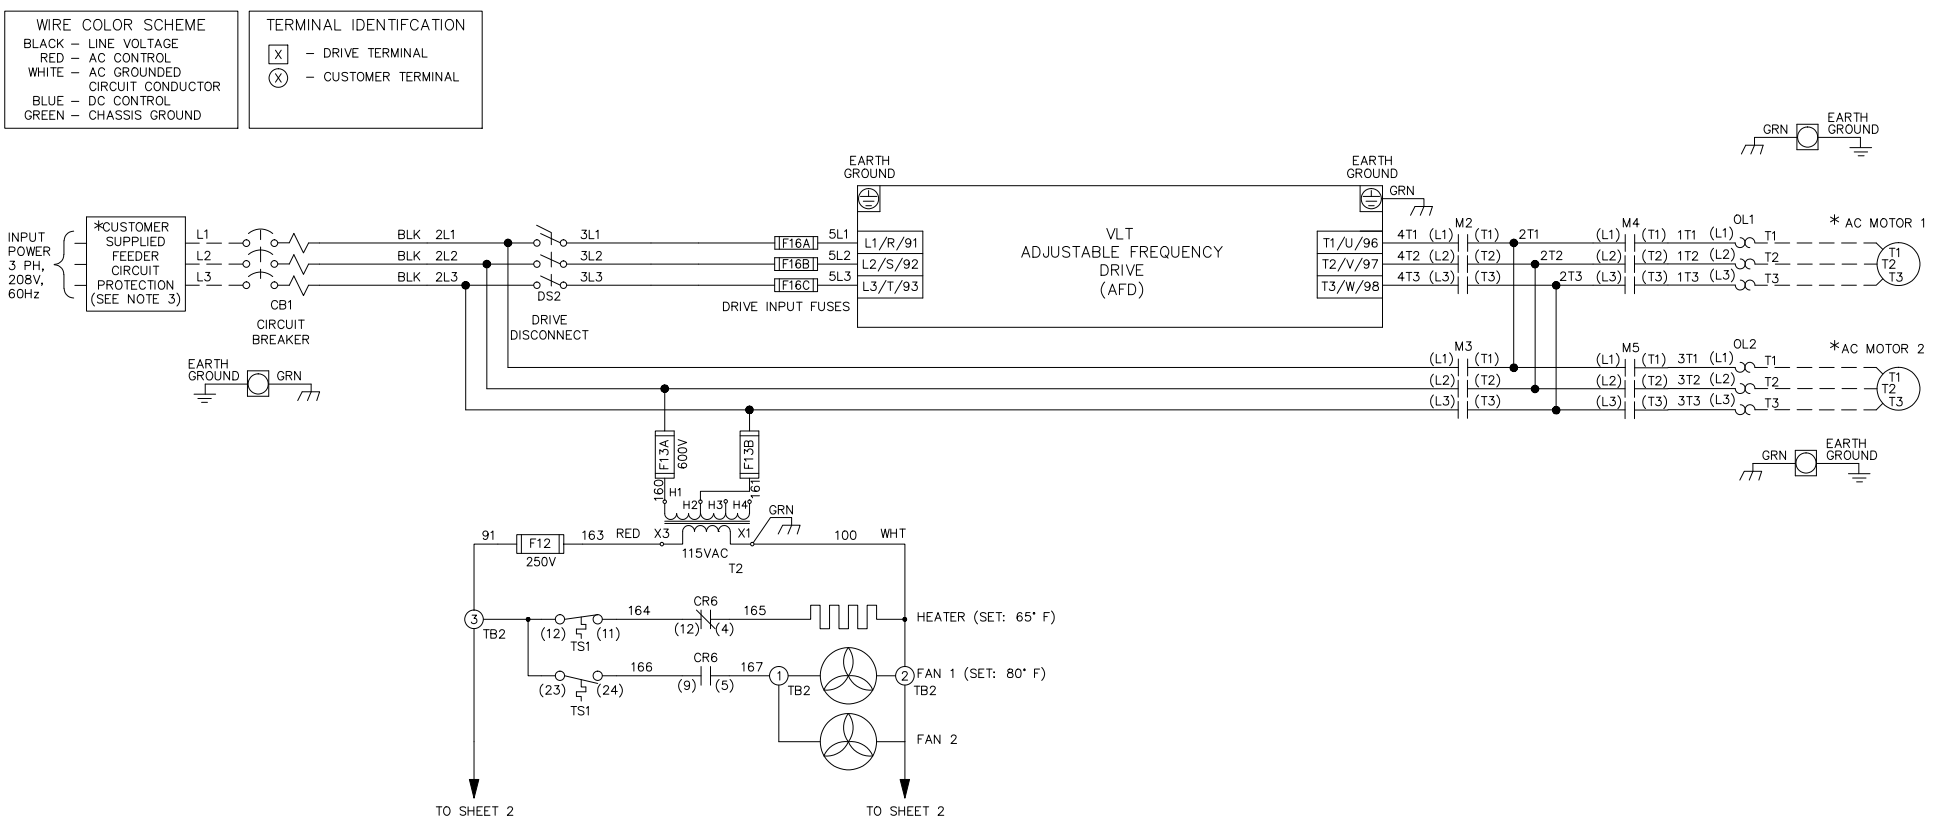 WIRE COLOR SCHEME
BLACK – LINE VOLTAGE
RED – AC CONTROL
WHITE – AC GROUNDED
CIRCUIT CONDUCTOR
BLUE – DC CONTROL
GREEN – CHASSIS GROUND
TERMINAL IDENTIFCATION
X – DRIVE TERMINAL
X – CUSTOMER TERMINAL
INPUT
POWER
3 PH,
208V,
60Hz
*CUSTOMER
SUPPLIED
FEEDER
CIRCUIT
PROTECTION
(SEE NOTE 3)
L1
L2
L3
CB1
CIRCUIT
BREAKER
BLK 2L1
BLK 2L2
BLK 2L3
3L1
3L2
3L3
DS2
DRIVE
DISCONNECT
F16A 5L1
F16B 5L2
F16C 5L3
DRIVE INPUT FUSES
EARTH
GROUND
L1/R/91
L2/S/92
L3/T/93
VLT
ADJUSTABLE FREQUENCY
DRIVE
(AFD)
EARTH
GROUND
GRN
T1/U/96
T2/V/97
T3/W/98
4T1 (L1) M2 (T1) 2T1
4T2 (L2) (T2) 2T2
4T3 (L3) (T3) 2T3
(L1) M4 (T1) 1T1 (L1) OL1 T1
(L2) (T2) 1T2 (L2) T2
(L3) (T3) 1T3 (L3) T3
* AC MOTOR 1
T1
T2
T3
GRN
EARTH
GROUND
M3
(L1) (T1)
(L2) (T2)
(L3) (T3)
M5
(L1) (T1) 3T1 (L1) OL2 T1
(L2) (T2) 3T2 (L2) T2
(L3) (T3) 3T3 (L3) T3
*AC MOTOR 2
T1
T2
T3
GRN
EARTH
GROUND
EARTH
GROUND
GRN
F13A
600V
F13B
160
161
H1
H2
H3
H4
GRN
91
F12
250V
163
RED
X3
X1
115VAC
T2
100
WHT
3
TB2
(12) (11)
TS1
164
CR6
(12) (4)
165
HEATER (SET: 65° F)
(23) (24)
TS1
166
CR6
(9) (5)
167
1
TB2
2
TB2
FAN 1 (SET: 80° F)
FAN 2
TO SHEET 2
TO SHEET 2